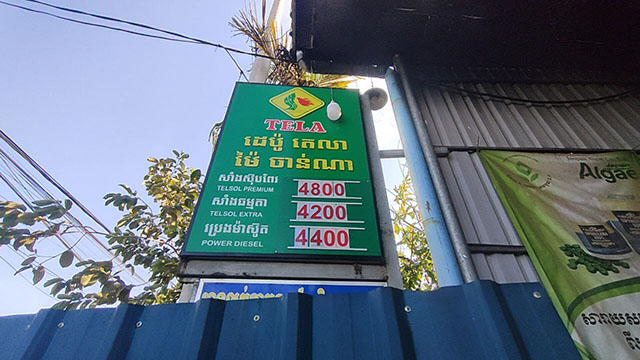 TELA
ដេប៉ូ តេលា
ម៉ៃ ចាន់ណា
សាំងស៊ុបពែរ
TELSOL PREMIUM
4800
សាំងធម្មតា
TELSOL EXTRA
4200
ប្រេងម៉ាស៊ូត
POWER DIESEL
4400
Algae